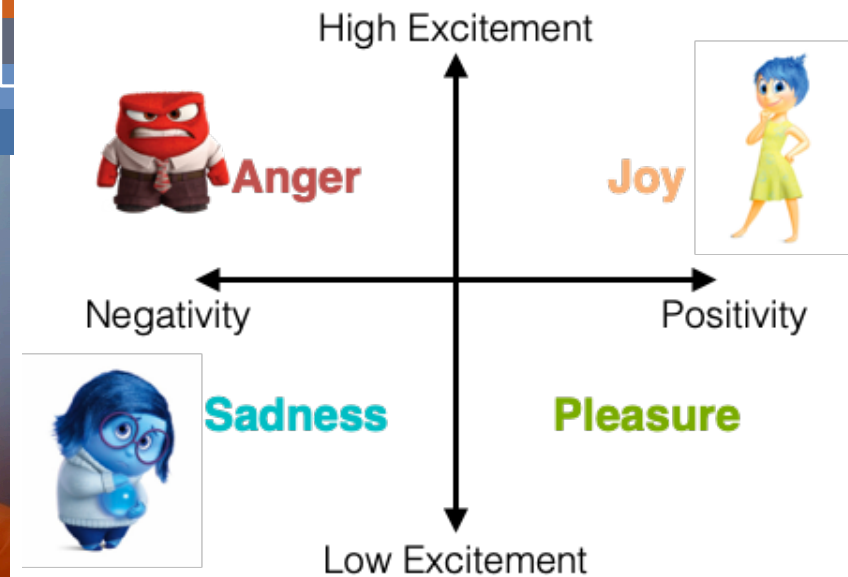 High Excitement
Anger
Joy
Negativity
Positivity
Sadness
Pleasure
Low Excitement